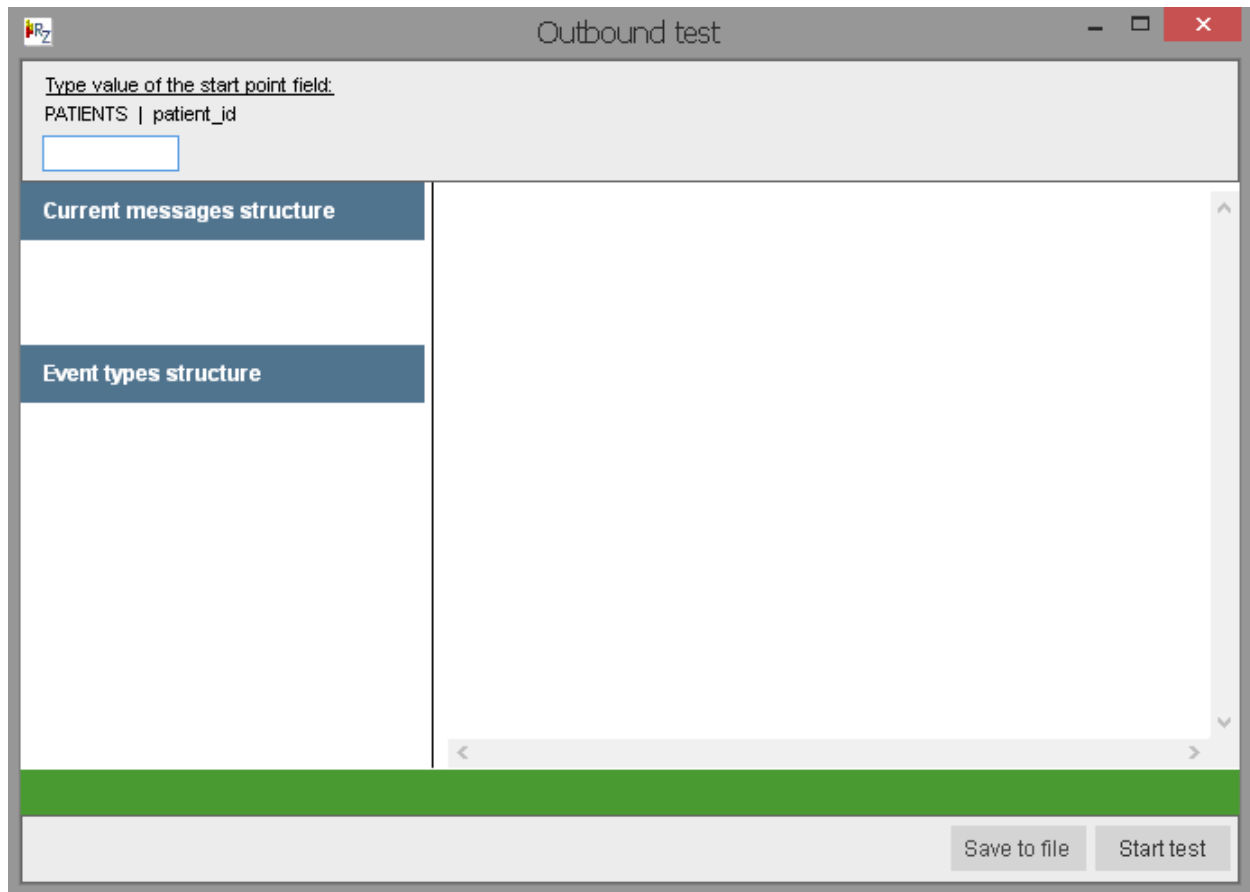 RZ
Outbound test
Type value of the start point field:
PATIENTS | patient_id
Current messages structure
Event types structure
Save to file
Start test